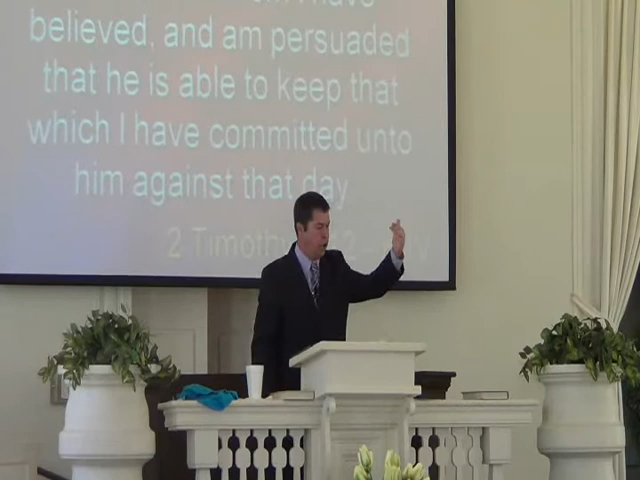 have
believed, and am persuaded
that he is able to keep that
which I have committed unto
him against that day
2 Timothy